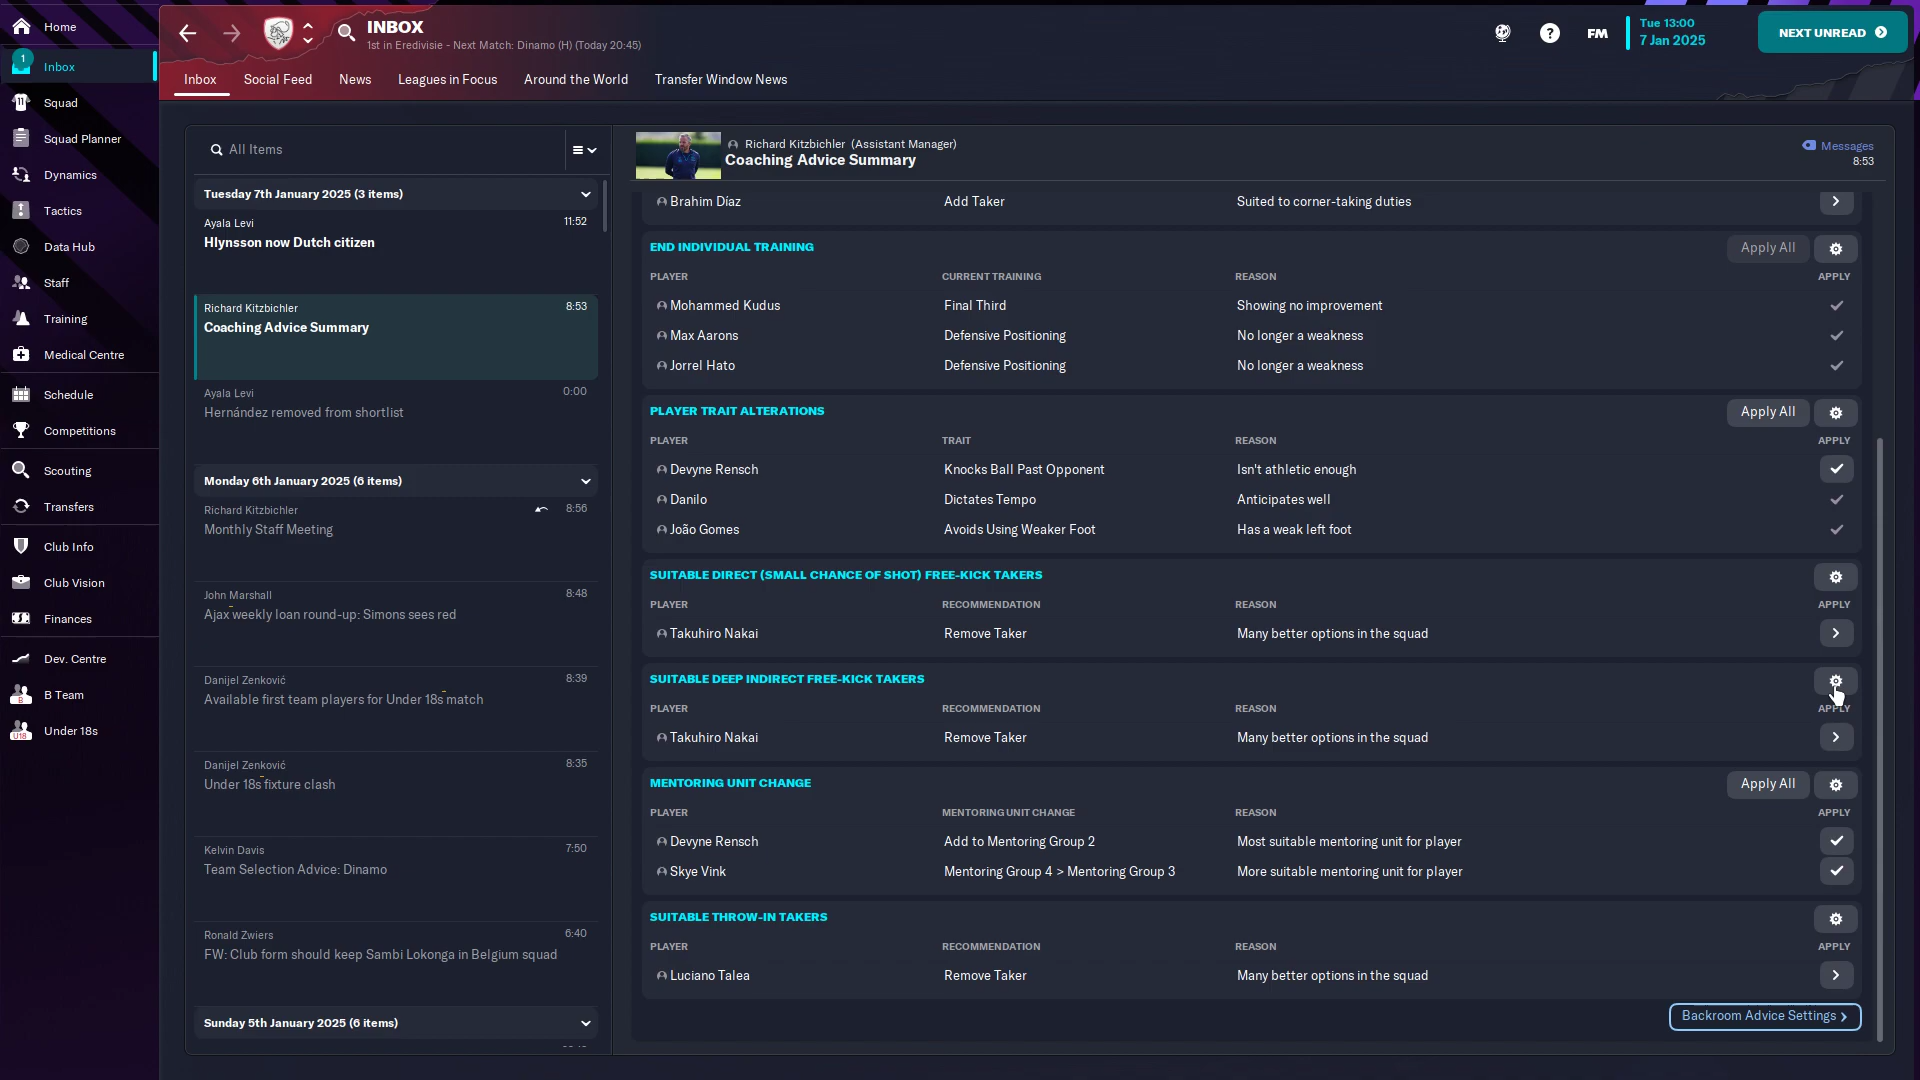 Home
1
Inbox
11
Squad
Squad Planner
Dynamics
Tactics
Data Hub
Staff
Training
Medical Centre
Schedule
Competitions
Scouting
Transfers
Club Info
Club Vision
Finances
Dev. Centre
B
B Team
U18
Under 18s
INBOX
1st in Eredivisie - Next Match: Dinamo (H) (Today 20:45)
?
FM
Tue 13:00
7 Jan 2025
NEXT UNREAD
Inbox
Social Feed
News
Leagues in Focus
Around the World
Transfer Window News
All Items
Tuesday 7th January 2025 (3 items)
Ayala Levi 11:52
Hlynsson now Dutch citizen
Richard Kitzbichler 8:53
Coaching Advice Summary
Ayala Levi 0:00
Hernández removed from shortlist
Monday 6th January 2025 (6 items)
Richard Kitzbichler 8:56
Monthly Staff Meeting
John Marshall 8:48
Ajax weekly loan round-up: Simons sees red
Danijel Zenković 8:39
Available first team players for Under 18s match
Danijel Zenković 8:35
Under 18s fixture clash
Kelvin Davis 7:50
Team Selection Advice: Dinamo
Ronald Zwiers 6:40
FW: Club form should keep Sambi Lokonga in Belgium squad
Sunday 5th January 2025 (6 items)
Richard Kitzbichler (Assistant Manager)
Coaching Advice Summary
Messages
8:53
Brahim Díaz Add Taker Suited to corner-taking duties
END INDIVIDUAL TRAINING Apply All
PLAYER CURRENT TRAINING REASON APPLY
Mohammed Kudus Final Third Showing no improvement
Max Aarons Defensive Positioning No longer a weakness
Jorrel Hato Defensive Positioning No longer a weakness
PLAYER TRAIT ALTERATIONS Apply All
PLAYER TRAIT REASON APPLY
Devyne Rensch Knocks Ball Past Opponent Isn't athletic enough
Danilo Dictates Tempo Anticipates well
João Gomes Avoids Using Weaker Foot Has a weak left foot
SUITABLE DIRECT (SMALL CHANCE OF SHOT) FREE-KICK TAKERS
PLAYER RECOMMENDATION REASON APPLY
Takuhiro Nakai Remove Taker Many better options in the squad
SUITABLE DEEP INDIRECT FREE-KICK TAKERS
PLAYER RECOMMENDATION REASON APPLY
Takuhiro Nakai Remove Taker Many better options in the squad
MENTORING UNIT CHANGE Apply All
PLAYER MENTORING UNIT CHANGE REASON APPLY
Devyne Rensch Add to Mentoring Group 2 Most suitable mentoring unit for player
Skye Vink Mentoring Group 4 > Mentoring Group 3 More suitable mentoring unit for player
SUITABLE THROW-IN TAKERS
PLAYER RECOMMENDATION REASON APPLY
Luciano Talea Remove Taker Many better options in the squad
Backroom Advice Settings >